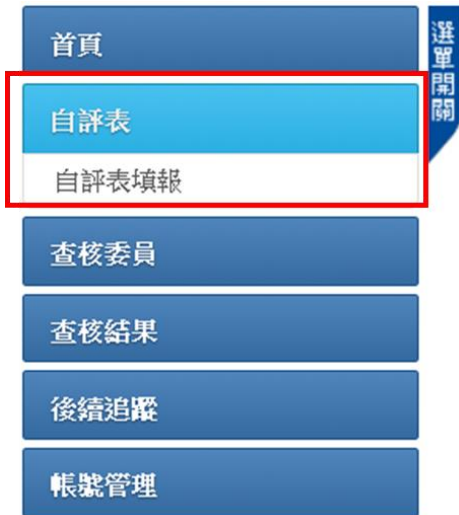 首頁
選單開關
自評表
自評表填報
查核委員
查核結果
後續追蹤
帳號管理